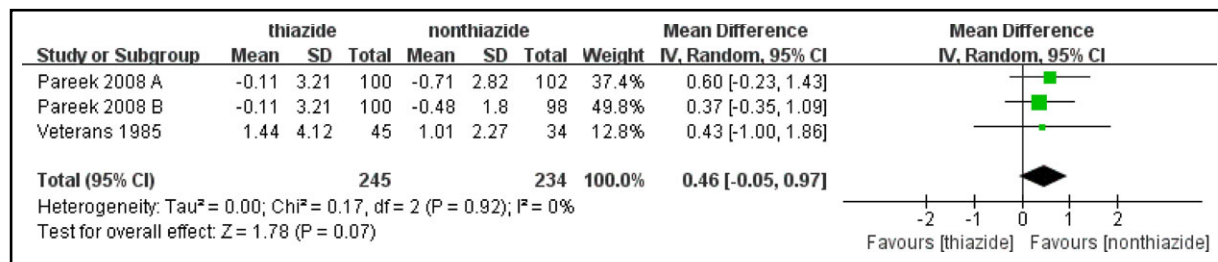 thiazide nonthiazide Mean Difference Mean Difference
Study or Subgroup Mean SD Total Mean SD Total Weight IV, Random, 95% CI IV, Random, 95% CI
Pareek 2008 A -0.11 3.21 100 -0.71 2.82 102 37.4% 0.60 [-0.23, 1.43]
Pareek 2008 B -0.11 3.21 100 -0.48 1.8 98 49.8% 0.37 [-0.35, 1.09]
Veterans 1985 1.44 4.12 45 1.01 2.27 34 12.8% 0.43 [-1.00, 1.86]
Total (95% CI) 245 234 100.0% 0.46 [-0.05, 0.97]
Heterogeneity: Tau² = 0.00; Chi² = 0.17, df = 2 (P = 0.92); I² = 0%
Test for overall effect: Z = 1.78 (P = 0.07)
-2 -1 0 1 2
Favours [thiazide] Favours [nonthiazide]